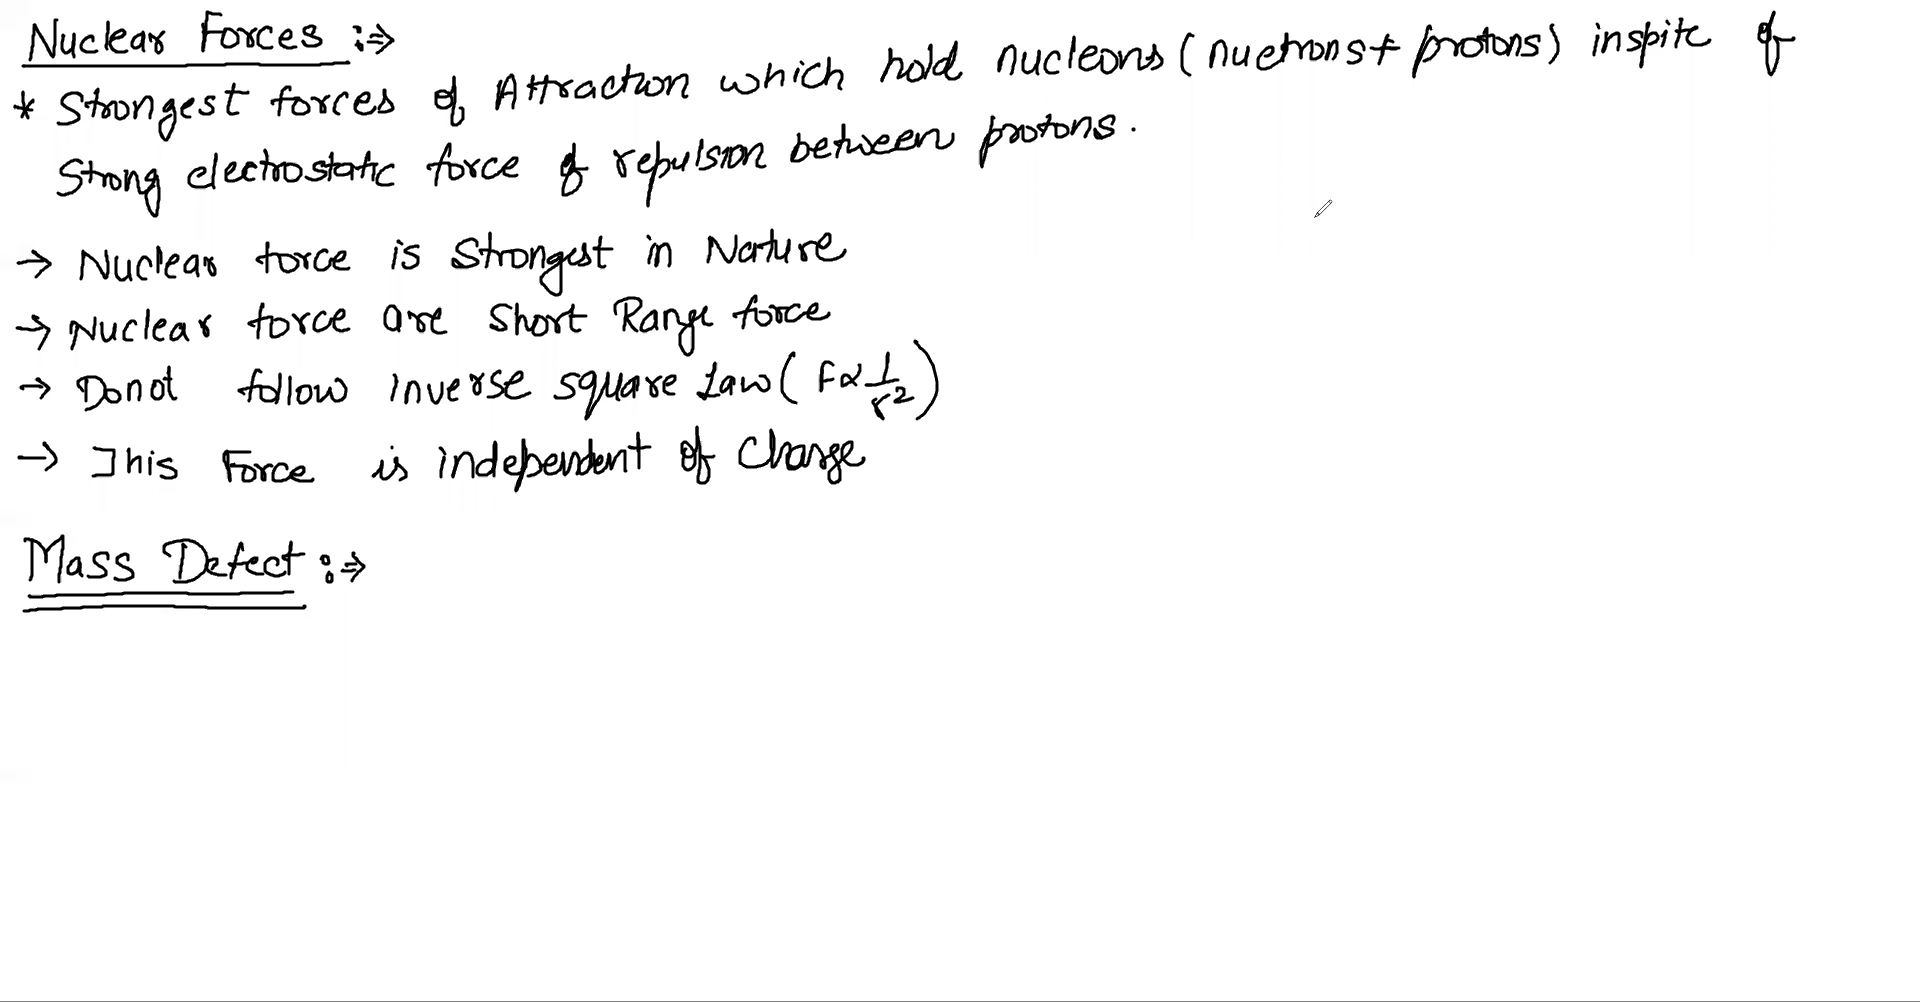 Nuclear Forces :⇒
* Strongest forces of Attraction which hold nucleons (nuetrons + protons) inspite of
Strong electrostatic force of repulsion between protons.
→ Nuclear force is Strongest in Nature
→ Nuclear force are Short Range force
→ Donot follow inverse square Law (F∝1/r²)
→ This Force is independent of Charge
Mass Defect :⇒